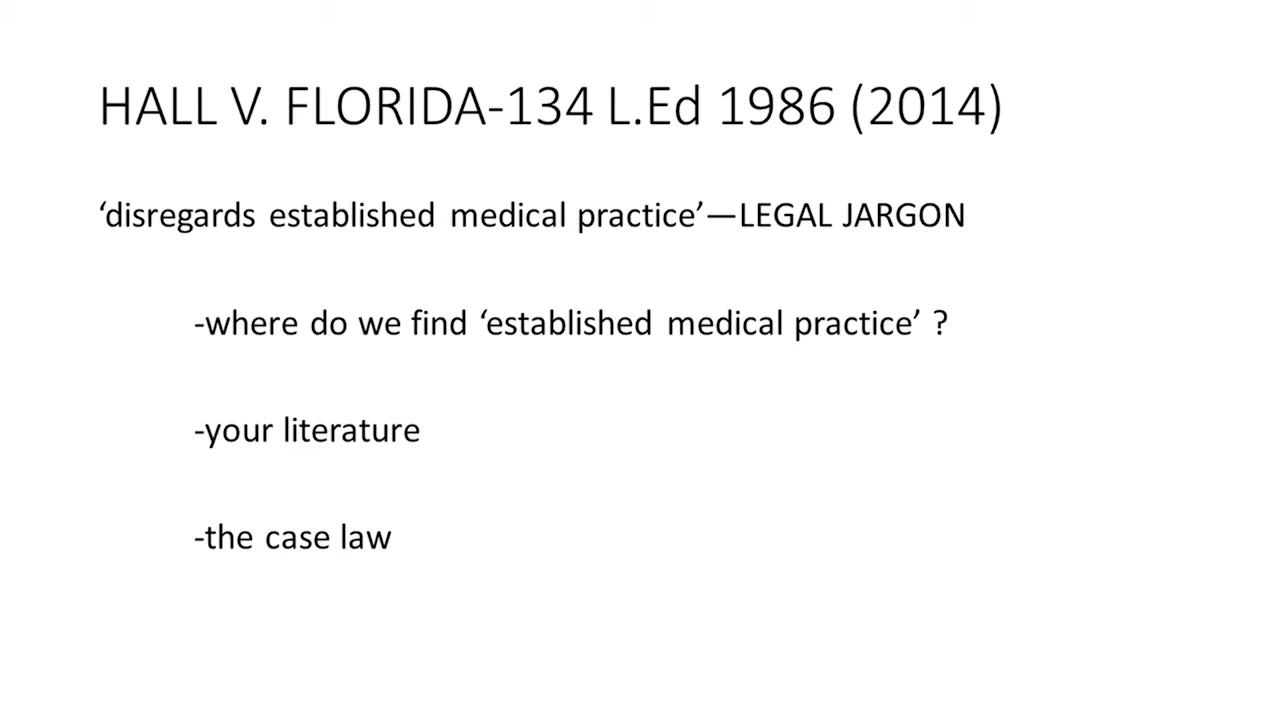 HALL V. FLORIDA-134 L.Ed 1986 (2014)
‘disregards established medical practice’—LEGAL JARGON
-where do we find ‘established medical practice’ ?
-your literature
-the case law